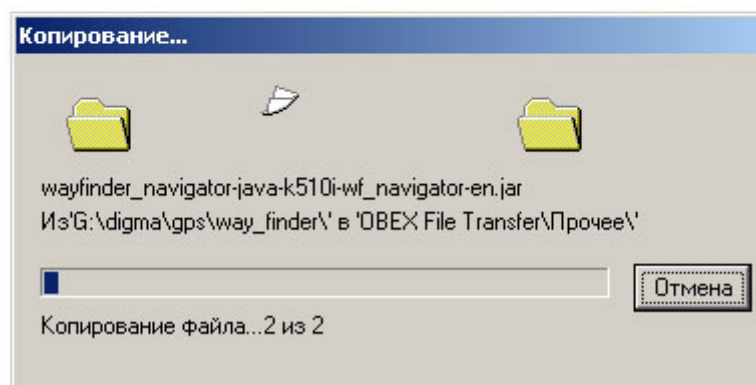 Копирование...
wayfinder_navigator-java-k510i-wf_navigator-en.jar
Из'G:\digma\gps\way_finder\' в 'OBEX File Transfer\Прочее\'
Отмена
Копирование файла...2 из 2